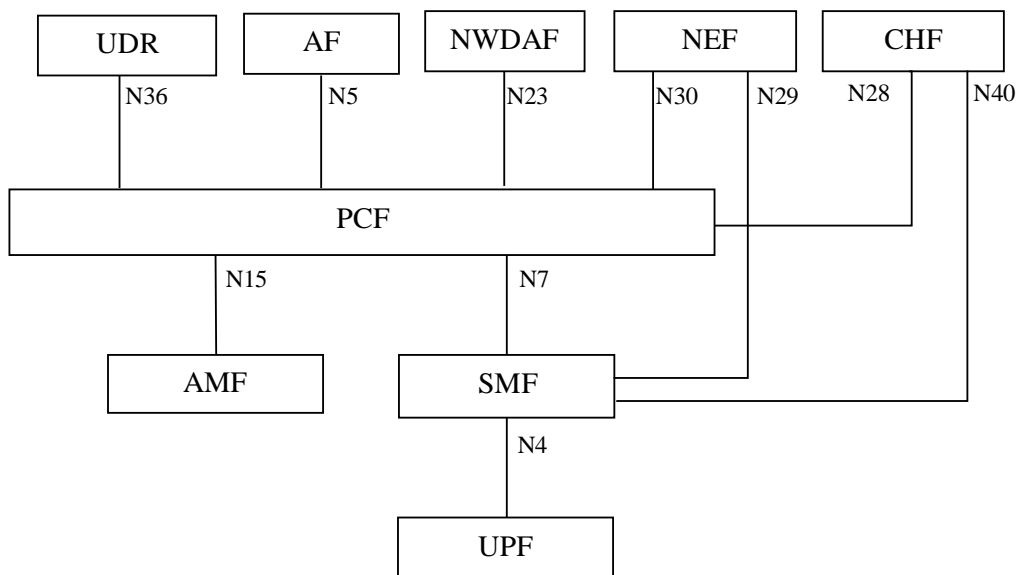 UDR
AF
NWDAF
NEF
CHF
N36
N5
N23
N30
N29
N28
N40
PCF
N15
N7
AMF
SMF
N4
UPF